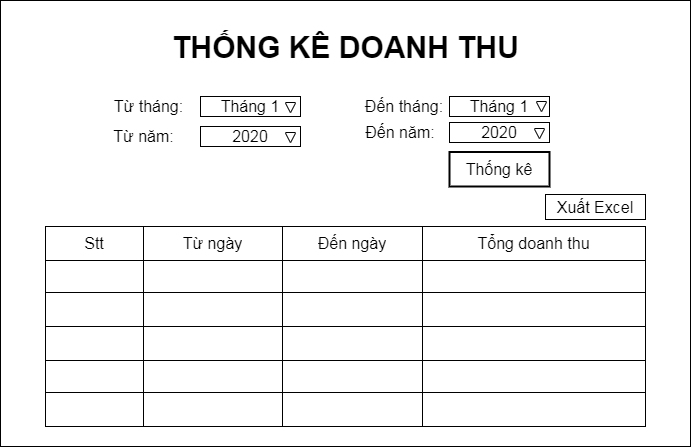 THỐNG KÊ DOANH THU
Từ tháng: Tháng 1 Đến tháng: Tháng 1
Từ năm: 2020 Đến năm: 2020
Thống kê
Xuất Excel
Stt Từ ngày Đến ngày Tổng doanh thu